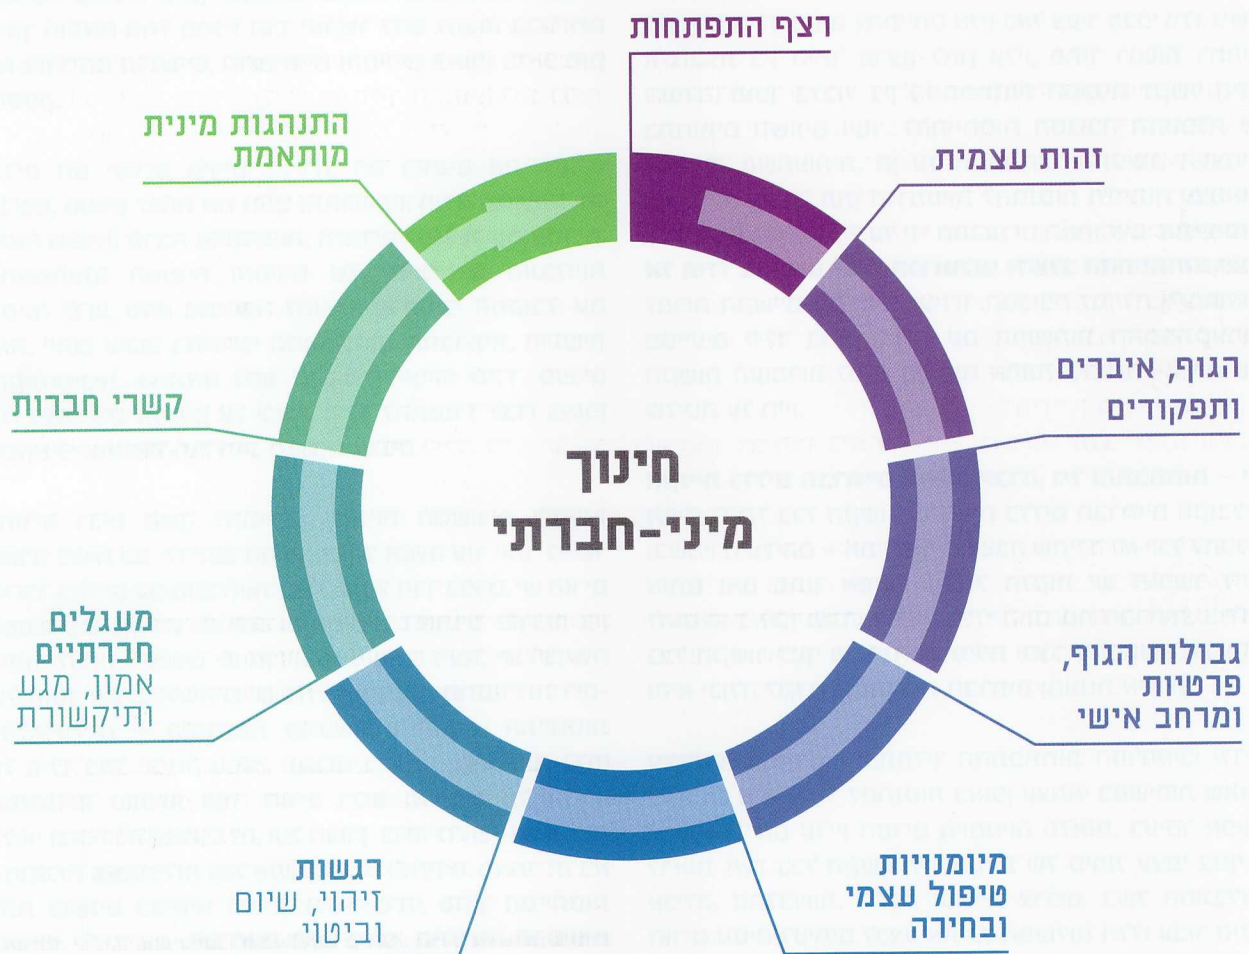 רצף התפתחות
זהות עצמית
הגוף, איברים
ותפקודים
גבולות הגוף,
פרטיות
ומרחב אישי
מיומנויות
טיפול עצמי
ובחירה
רגשות
זיהוי, שיום
וביטוי
מעגלים
חברתיים
אמון, מגע
ותיקשורת
קשרי חברות
התנהגות מינית
מותאמת
חינוך
מיני-חברתי